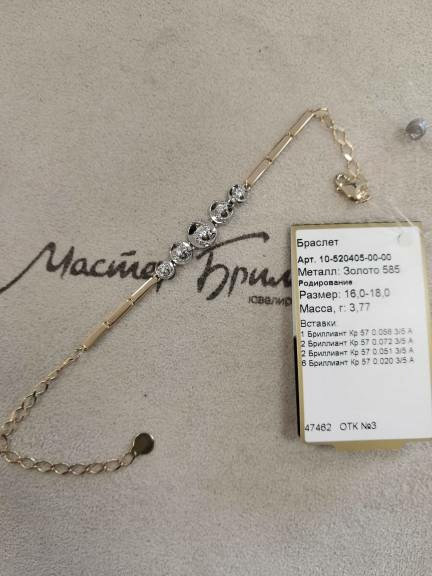 Мастер Брил
ювелир
Браслет
Арт. 10-520405-00-00
Металл: Золото 585
Родирование
Размер: 16,0-18,0
Масса, г: 3,77
Вставки:
1 Бриллиант Кр 57 0,056 3/5 А
2 Бриллиант Кр 57 0,072 3/5 А
2 Бриллиант Кр 57 0,051 3/5 А
6 Бриллиант Кр 57 0,020 3/5 А
47462 ОТК №3